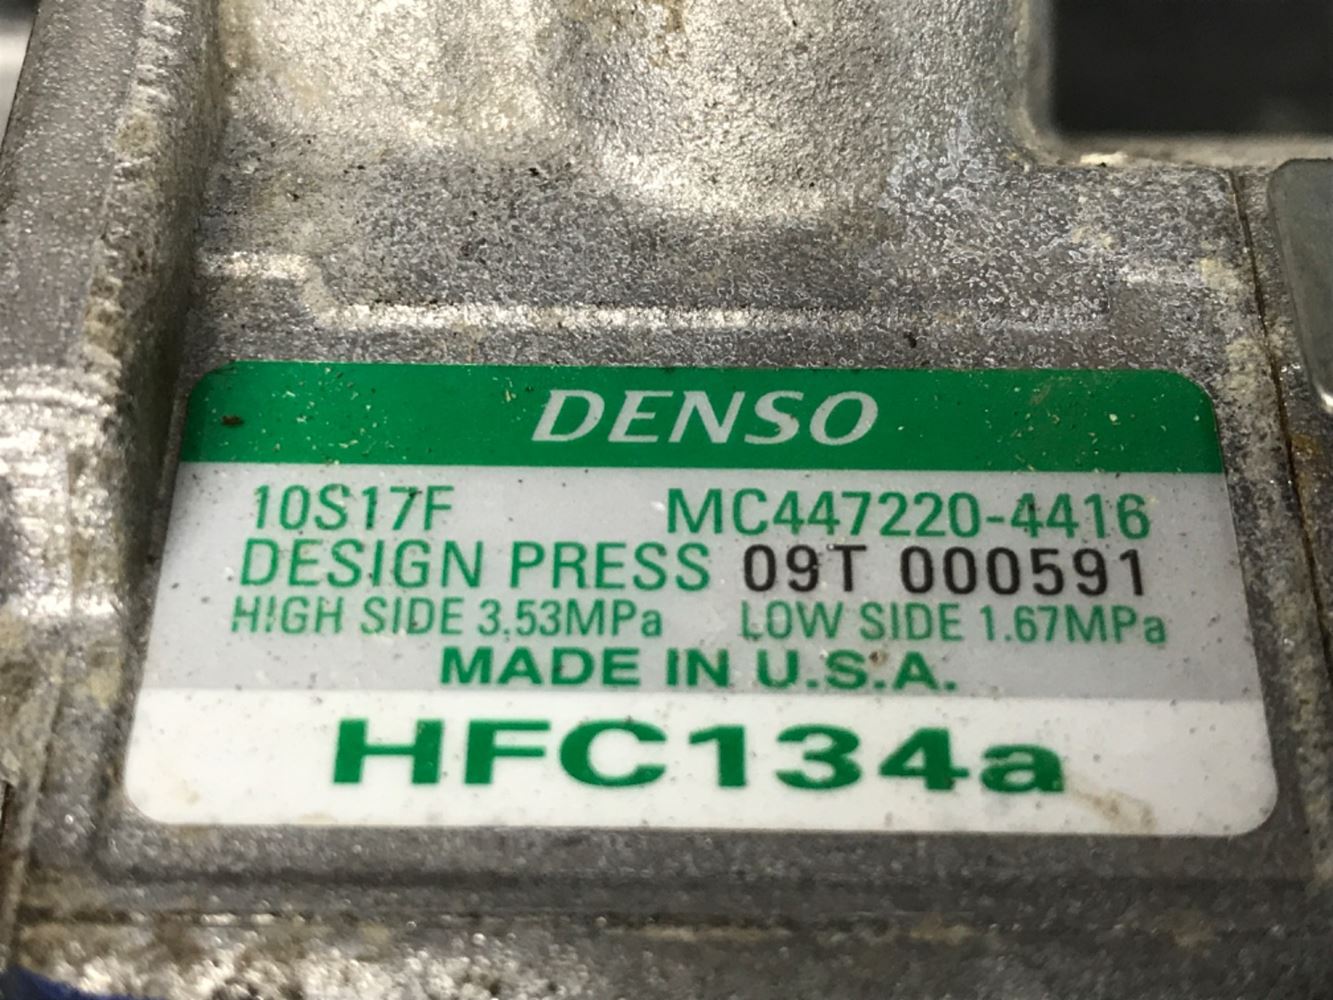 DENSO
10S17F MC447220-4416
DESIGN PRESS 09T 000591
HIGH SIDE 3.53MPa LOW SIDE 1.67MPa
MADE IN U.S.A.
HFC134a